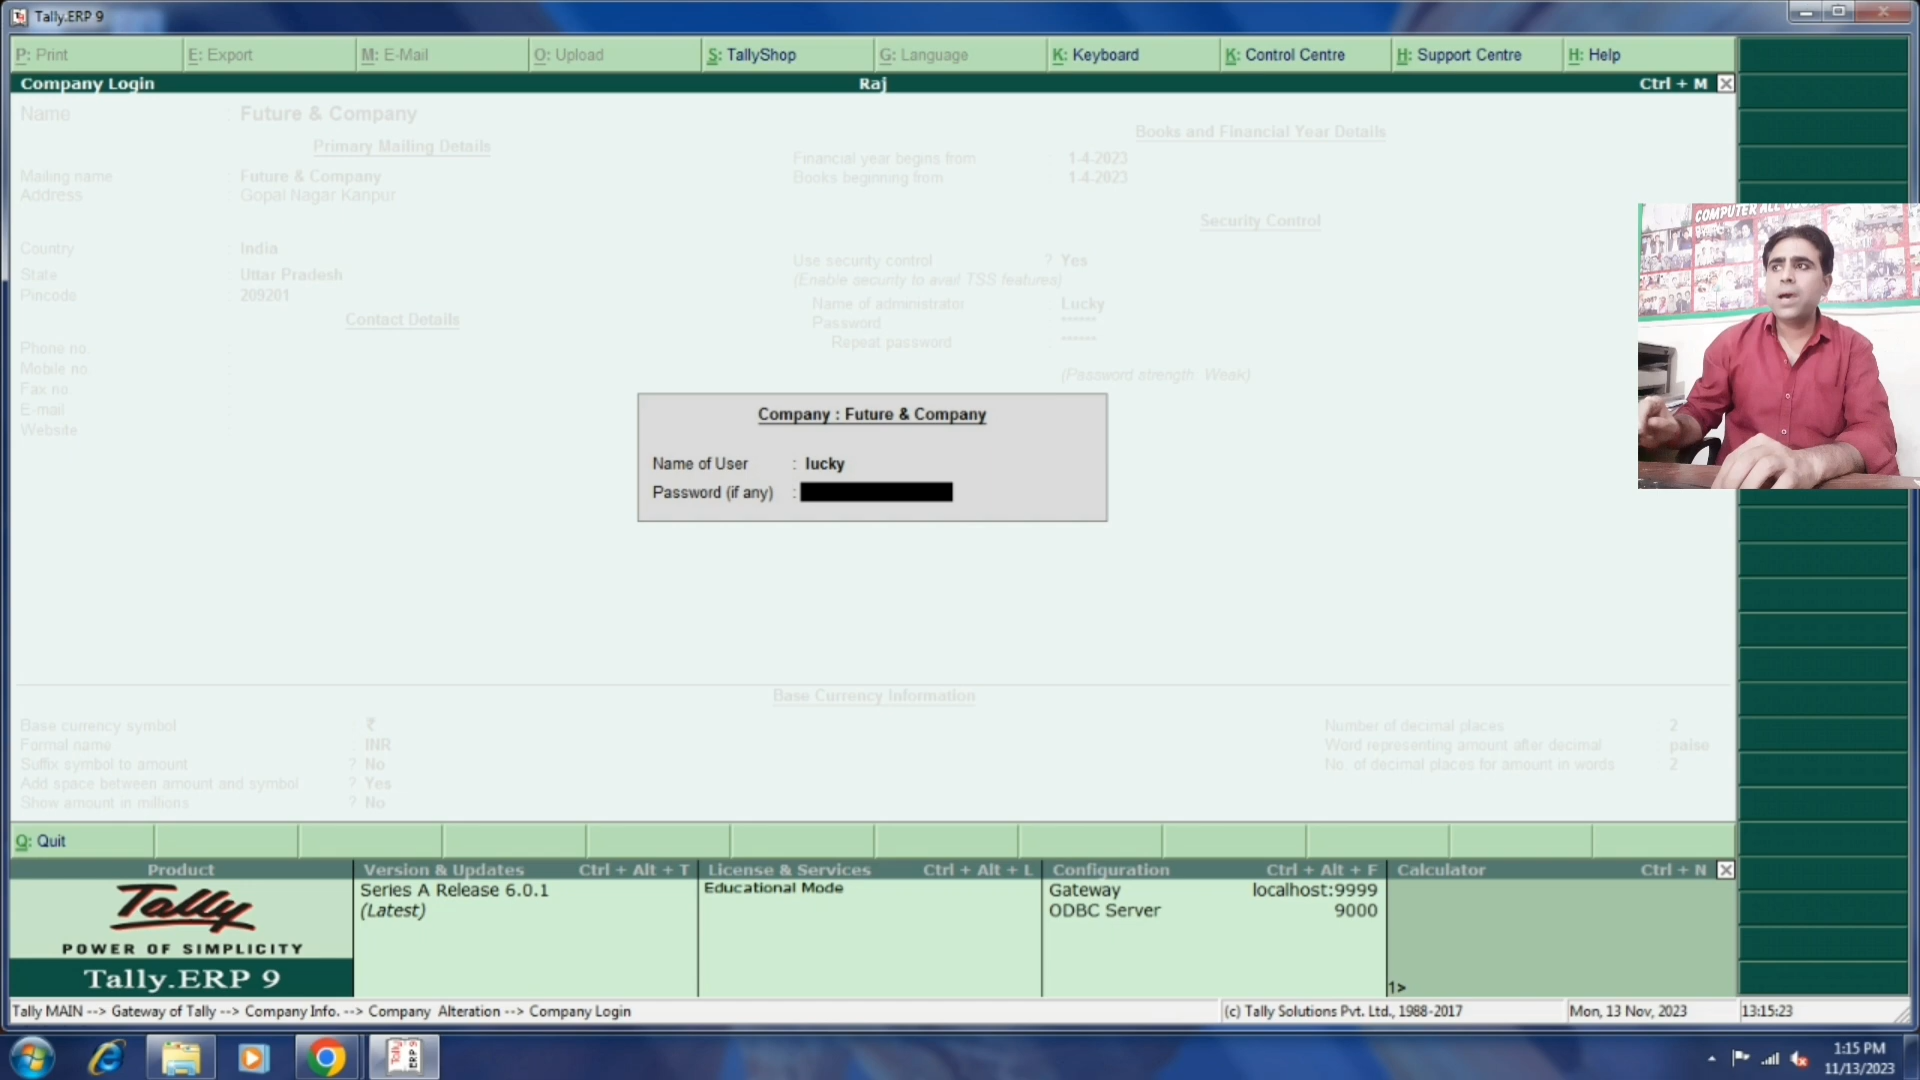 Tally.ERP 9
P: Print E: Export M: E-Mail O: Upload S: TallyShop G: Language K: Keyboard K: Control Centre H: Support Centre H: Help
Company Login Raj Ctrl + M
Name : Future & Company
Primary Mailing Details
Mailing name : Future & Company
Address : Gopal Nagar Kanpur
Country : India
State : Uttar Pradesh
Pincode : 209201
Contact Details
Phone no. :
Mobile no. :
Fax no. :
E-mail :
Website :
Books and Financial Year Details
Financial year begins from : 1-4-2023
Books beginning from : 1-4-2023
Security Control
Use security control ? Yes
(Enable security to avail TSS features)
Name of administrator : Lucky
Password : ******
Repeat password : ******
(Password strength: Weak)
COMPUTER ALL
Company : Future & Company
Name of User : lucky
Password (if any) :
Base Currency Information
Base currency symbol : ₹
Formal name : INR
Suffix symbol to amount ? No
Add space between amount and symbol ? Yes
Show amount in millions ? No
Number of decimal places : 2
Word representing amount after decimal : paise
No. of decimal places for amount in words : 2
Q: Quit
Product
Tally
POWER OF SIMPLICITY
Tally.ERP 9
Version & Updates Ctrl + Alt + T
Series A Release 6.0.1
(Latest)
License & Services Ctrl + Alt + L
Educational Mode
Configuration Ctrl + Alt + F
Gateway localhost:9999
ODBC Server 9000
Calculator Ctrl + N
1>
Tally MAIN --> Gateway of Tally --> Company Info. --> Company Alteration --> Company Login
(c) Tally Solutions Pvt. Ltd., 1988-2017 Mon, 13 Nov, 2023 13:15:23
Tally ERP 9
1:15 PM
11/13/2023